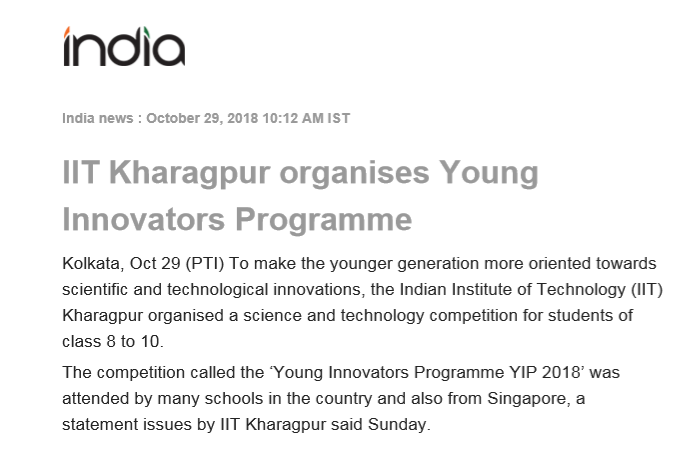 india
India news : October 29, 2018 10:12 AM IST
IIT Kharagpur organises Young
Innovators Programme
Kolkata, Oct 29 (PTI) To make the younger generation more oriented towards
scientific and technological innovations, the Indian Institute of Technology (IIT)
Kharagpur organised a science and technology competition for students of
class 8 to 10.
The competition called the ‘Young Innovators Programme YIP 2018’ was
attended by many schools in the country and also from Singapore, a
statement issues by IIT Kharagpur said Sunday.